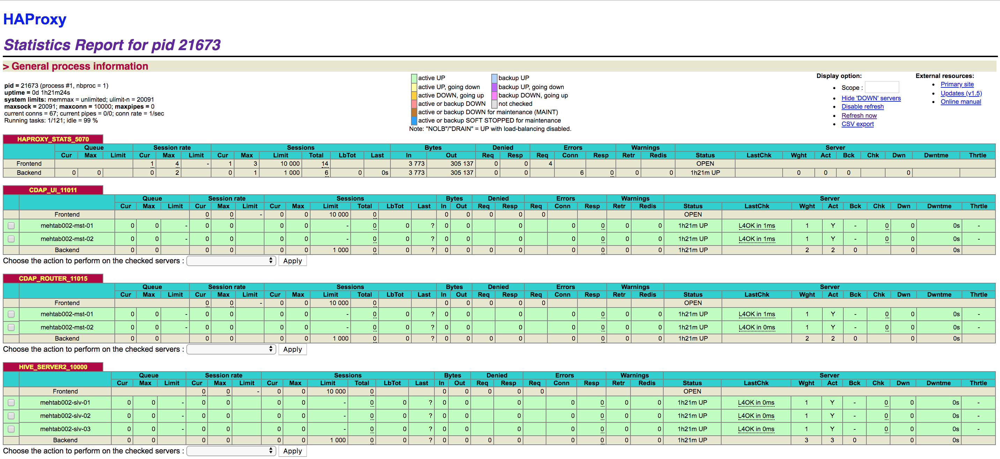 HAProxy
Statistics Report for pid 21673
> General process information
pid = 21673 (process #1, nbproc = 1)
uptime = 0d 1h21m24s
system limits: memmax = unlimited; ulimit-n = 20091
maxsock = 20091; maxconn = 10000; maxpipes = 0
current conns = 67; current pipes = 0/0; conn rate = 1/sec
Running tasks: 1/121; idle = 99 %
active UP backup UP
active UP, going down backup UP, going down
active DOWN, going up backup DOWN, going up
active or backup DOWN not checked
active or backup DOWN for maintenance (MAINT)
active or backup SOFT STOPPED for maintenance
Note: "NOLB"/"DRAIN" = UP with load-balancing disabled.
Display option:
• Scope :
• Hide 'DOWN' servers
• Disable refresh
• Refresh now
• CSV export
External resources:
• Primary site
• Updates (v1.5)
• Online manual
HAPROXY_STATS_5070
Queue Session rate Sessions Bytes Denied Errors Warnings Server
Cur Max Limit Cur Max Limit Cur Max Limit Total LbTot Last In Out Req Resp Req Conn Resp Retr Redis Status LastChk Wght Act Bck Chk Dwn Dwntme Thrtle
Frontend 1 4 - 1 3 10 000 14 3 773 305 137 0 0 4 OPEN
Backend 0 0 0 2 0 1 1 000 6 0 0s 3 773 305 137 0 0 6 0 0 0 1h21m UP 0 0 0 0
CDAP_UI_11011
Queue Session rate Sessions Bytes Denied Errors Warnings Server
Cur Max Limit Cur Max Limit Cur Max Limit Total LbTot Last In Out Req Resp Req Conn Resp Retr Redis Status LastChk Wght Act Bck Chk Dwn Dwntme Thrtle
Frontend 0 0 - 0 0 10 000 0 0 0 0 0 0 OPEN
mehtab002-mst-01 0 0 - 0 0 0 0 - 0 0 ? 0 0 0 0 0 0 0 1h21m UP L4OK in 1ms 1 Y - 0 0 0s -
mehtab002-mst-02 0 0 - 0 0 0 0 - 0 0 ? 0 0 0 0 0 0 0 1h21m UP L4OK in 1ms 1 Y - 0 0 0s -
Backend 0 0 0 0 0 0 1 000 0 0 ? 0 0 0 0 0 0 0 0 1h21m UP 2 2 0 0 0s
Choose the action to perform on the checked servers : Apply
CDAP_ROUTER_11015
Queue Session rate Sessions Bytes Denied Errors Warnings Server
Cur Max Limit Cur Max Limit Cur Max Limit Total LbTot Last In Out Req Resp Req Conn Resp Retr Redis Status LastChk Wght Act Bck Chk Dwn Dwntme Thrtle
Frontend 0 0 - 0 0 10 000 0 0 0 0 0 0 OPEN
mehtab002-mst-01 0 0 - 0 0 0 0 - 0 0 ? 0 0 0 0 0 0 0 1h21m UP L4OK in 1ms 1 Y - 0 0 0s -
mehtab002-mst-02 0 0 - 0 0 0 0 - 0 0 ? 0 0 0 0 0 0 0 1h21m UP L4OK in 0ms 1 Y - 0 0 0s -
Backend 0 0 0 0 0 0 1 000 0 0 ? 0 0 0 0 0 0 0 0 1h21m UP 2 2 0 0 0s
Choose the action to perform on the checked servers : Apply
HIVE_SERVER2_10000
Queue Session rate Sessions Bytes Denied Errors Warnings Server
Cur Max Limit Cur Max Limit Cur Max Limit Total LbTot Last In Out Req Resp Req Conn Resp Retr Redis Status LastChk Wght Act Bck Chk Dwn Dwntme Thrtle
Frontend 0 0 - 0 0 10 000 0 0 0 0 0 0 OPEN
mehtab002-slv-01 0 0 - 0 0 0 0 - 0 0 ? 0 0 0 0 0 0 0 1h21m UP L4OK in 0ms 1 Y - 0 0 0s -
mehtab002-slv-02 0 0 - 0 0 0 0 - 0 0 ? 0 0 0 0 0 0 0 1h21m UP L4OK in 0ms 1 Y - 0 0 0s -
mehtab002-slv-03 0 0 - 0 0 0 0 - 0 0 ? 0 0 0 0 0 0 0 1h21m UP L4OK in 0ms 1 Y - 0 0 0s -
Backend 0 0 0 0 0 0 1 000 0 0 ? 0 0 0 0 0 0 0 0 1h21m UP 3 3 0 0 0s
Choose the action to perform on the checked servers : Apply